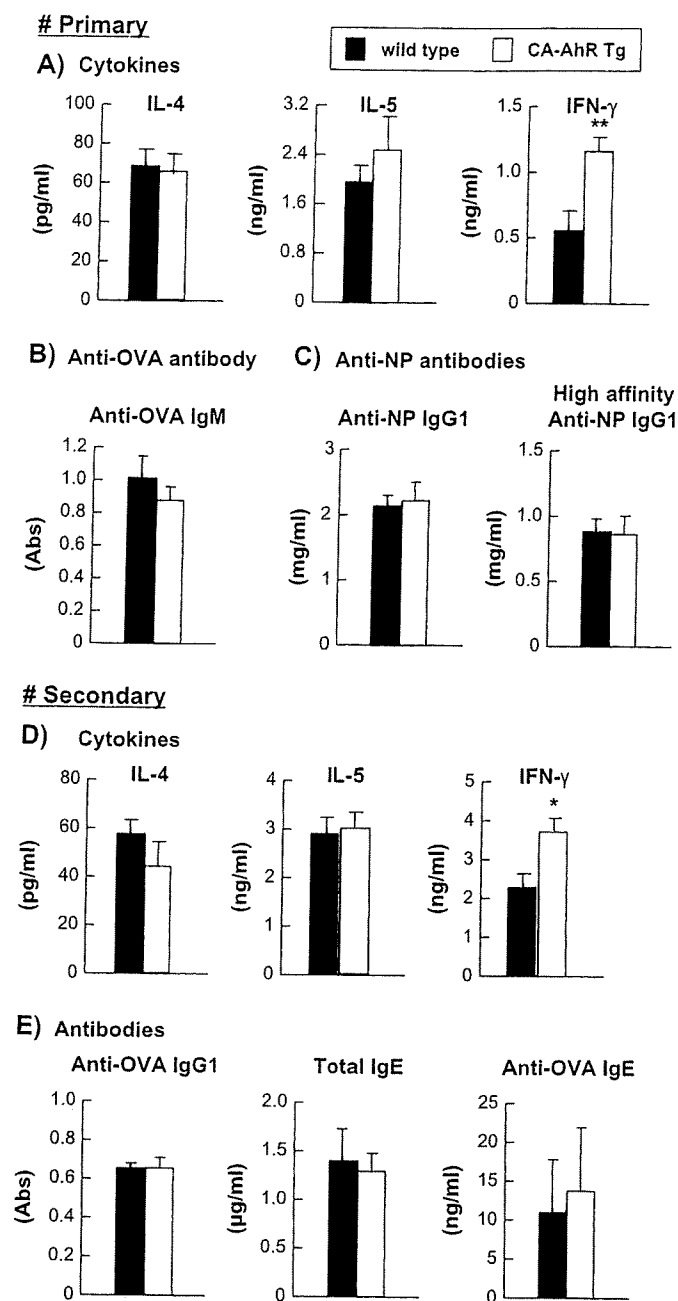 # Primary
wild type CA-AhR Tg
A) Cytokines
IL-4
(pg/ml)
100
80
60
40
20
0
IL-5
(ng/ml)
3.2
2.4
1.6
0.8
0
IFN-γ
**
(ng/ml)
1.5
1.0
0.5
0
B) Anti-OVA antibody
Anti-OVA IgM
(Abs)
1.2
1.0
0.8
0.6
0.4
0.2
0
C) Anti-NP antibodies
Anti-NP IgG1
(mg/ml)
3
2
1
0
High affinity
Anti-NP IgG1
(mg/ml)
1.5
1.0
0.5
0
# Secondary
D) Cytokines
IL-4
(pg/ml)
80
60
40
20
0
IL-5
(ng/ml)
4
3
2
1
0
IFN-γ
*
(ng/ml)
5
4
3
2
1
0
E) Antibodies
Anti-OVA IgG1
(Abs)
1.0
0.8
0.6
0.4
0.2
0
Total IgE
(μg/ml)
2.0
1.5
1.0
0.5
0
Anti-OVA IgE
(ng/ml)
25
20
15
10
5
0